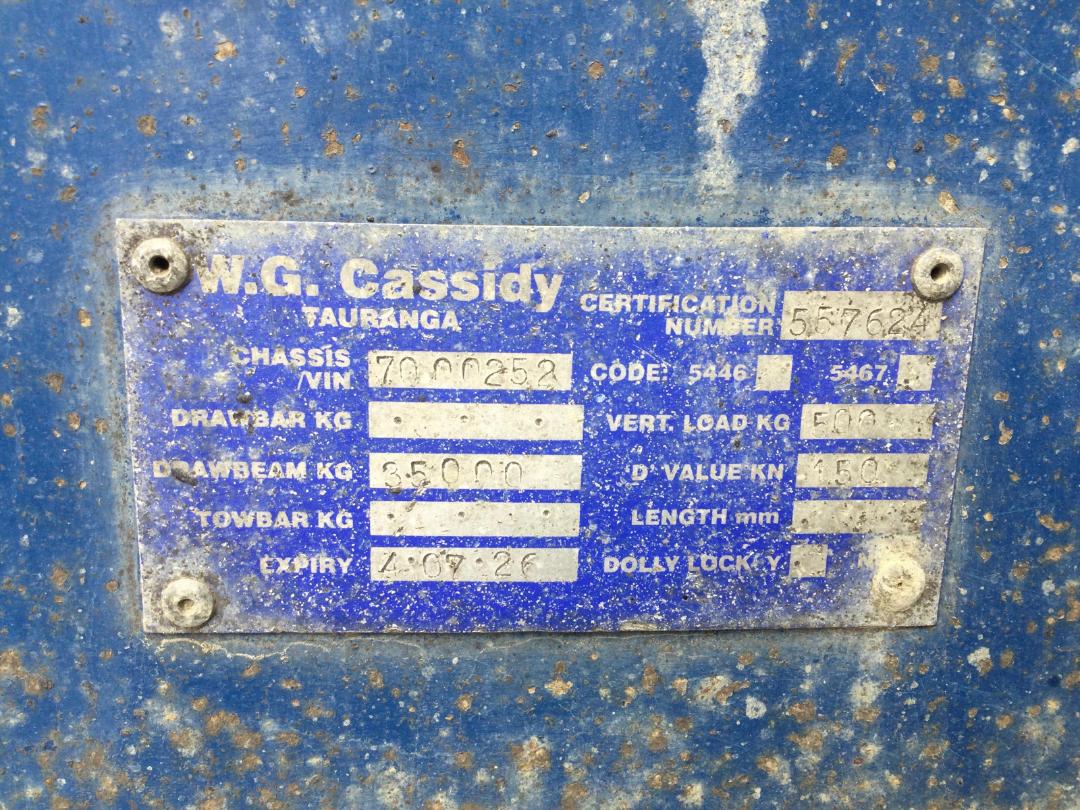 W.G. Cassidy
TAURANGA
CERTIFICATION
NUMBER 557624
CHASSIS
/VIN 7000252
CODE: 5446 5467
DRAWBAR KG
VERT. LOAD KG 500
DRAWBEAM KG 35000
'D' VALUE KN 150
TOWBAR KG
LENGTH mm
EXPIRY 4·07·26
DOLLY LOCK: Y N